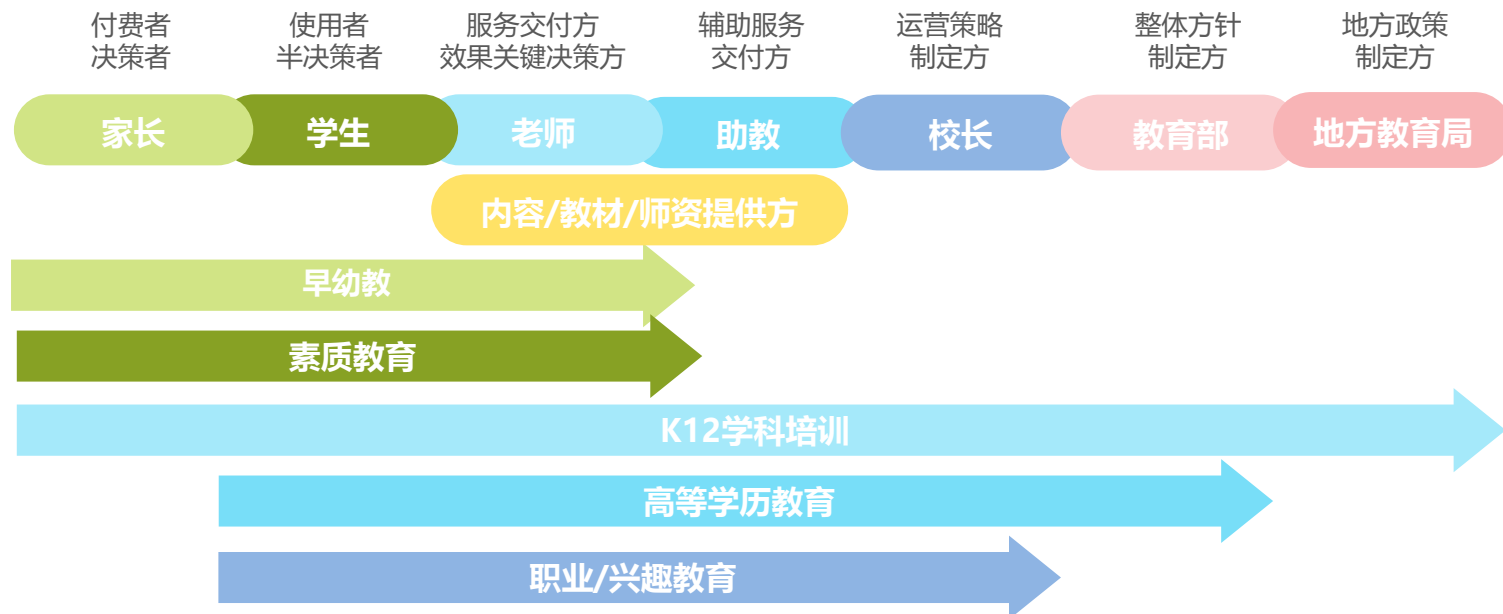 付费者
决策者
使用者
半决策者
服务交付方
效果关键决策方
辅助服务
交付方
运营策略
制定方
整体方针
制定方
地方政策
制定方
家长
学生
老师
助教
校长
教育部
地方教育局
内容/教材/师资提供方
早幼教
素质教育
K12学科培训
高等学历教育
职业/兴趣教育